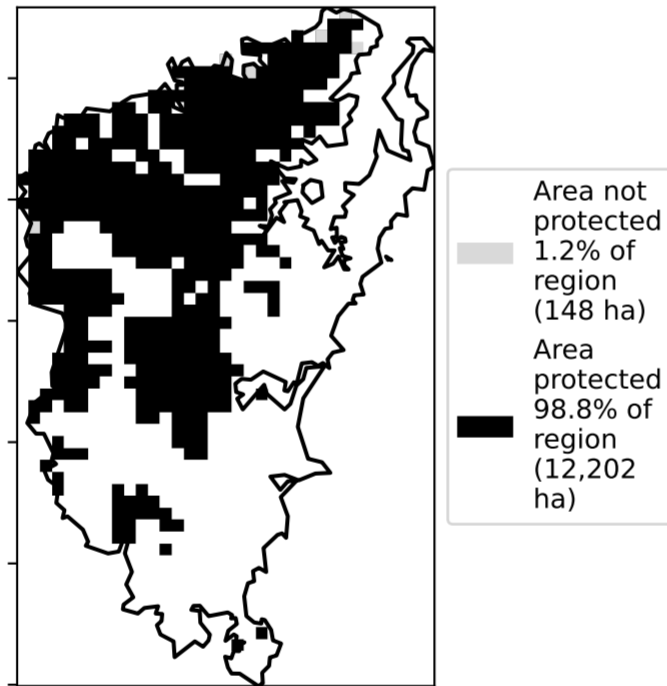 Area not
protected
1.2% of
region
(148 ha)
Area
protected
98.8% of
region
(12,202
ha)